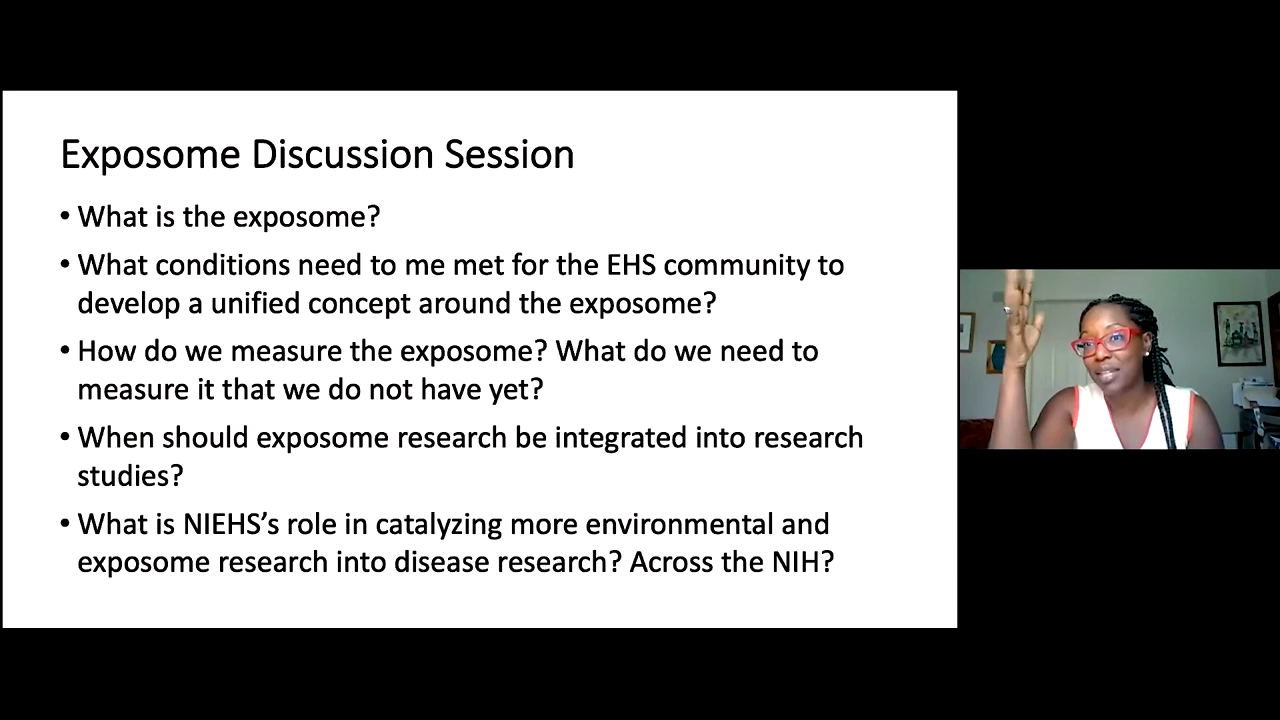 Exposome Discussion Session
• What is the exposome?
• What conditions need to me met for the EHS community to
develop a unified concept around the exposome?
• How do we measure the exposome? What do we need to
measure it that we do not have yet?
• When should exposome research be integrated into research
studies?
• What is NIEHS’s role in catalyzing more environmental and
exposome research into disease research? Across the NIH?